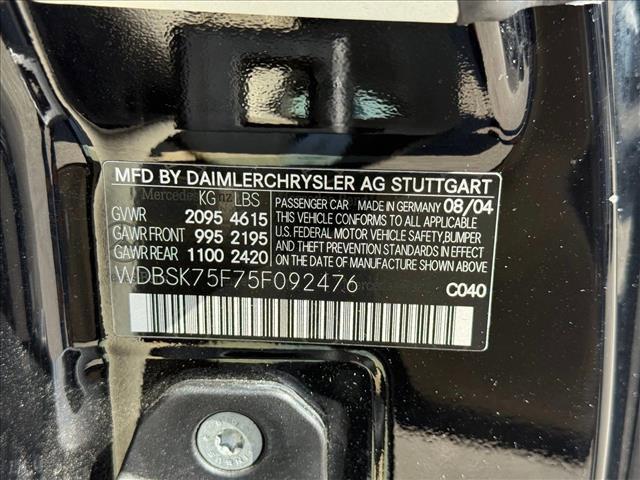 MFD BY DAIMLERCHRYSLER AG STUTTGART
KG LBS
GVWR 2095 4615
GAWR FRONT 995 2195
GAWR REAR 1100 2420
PASSENGER CAR MADE IN GERMANY 08/04
THIS VEHICLE CONFORMS TO ALL APPLICABLE
U.S. FEDERAL MOTOR VEHICLE SAFETY,BUMPER
AND THEFT PREVENTION STANDARDS IN EFFECT
ON THE DATE OF MANUFACTURE SHOWN ABOVE
WDBSK75F75F092476 C040